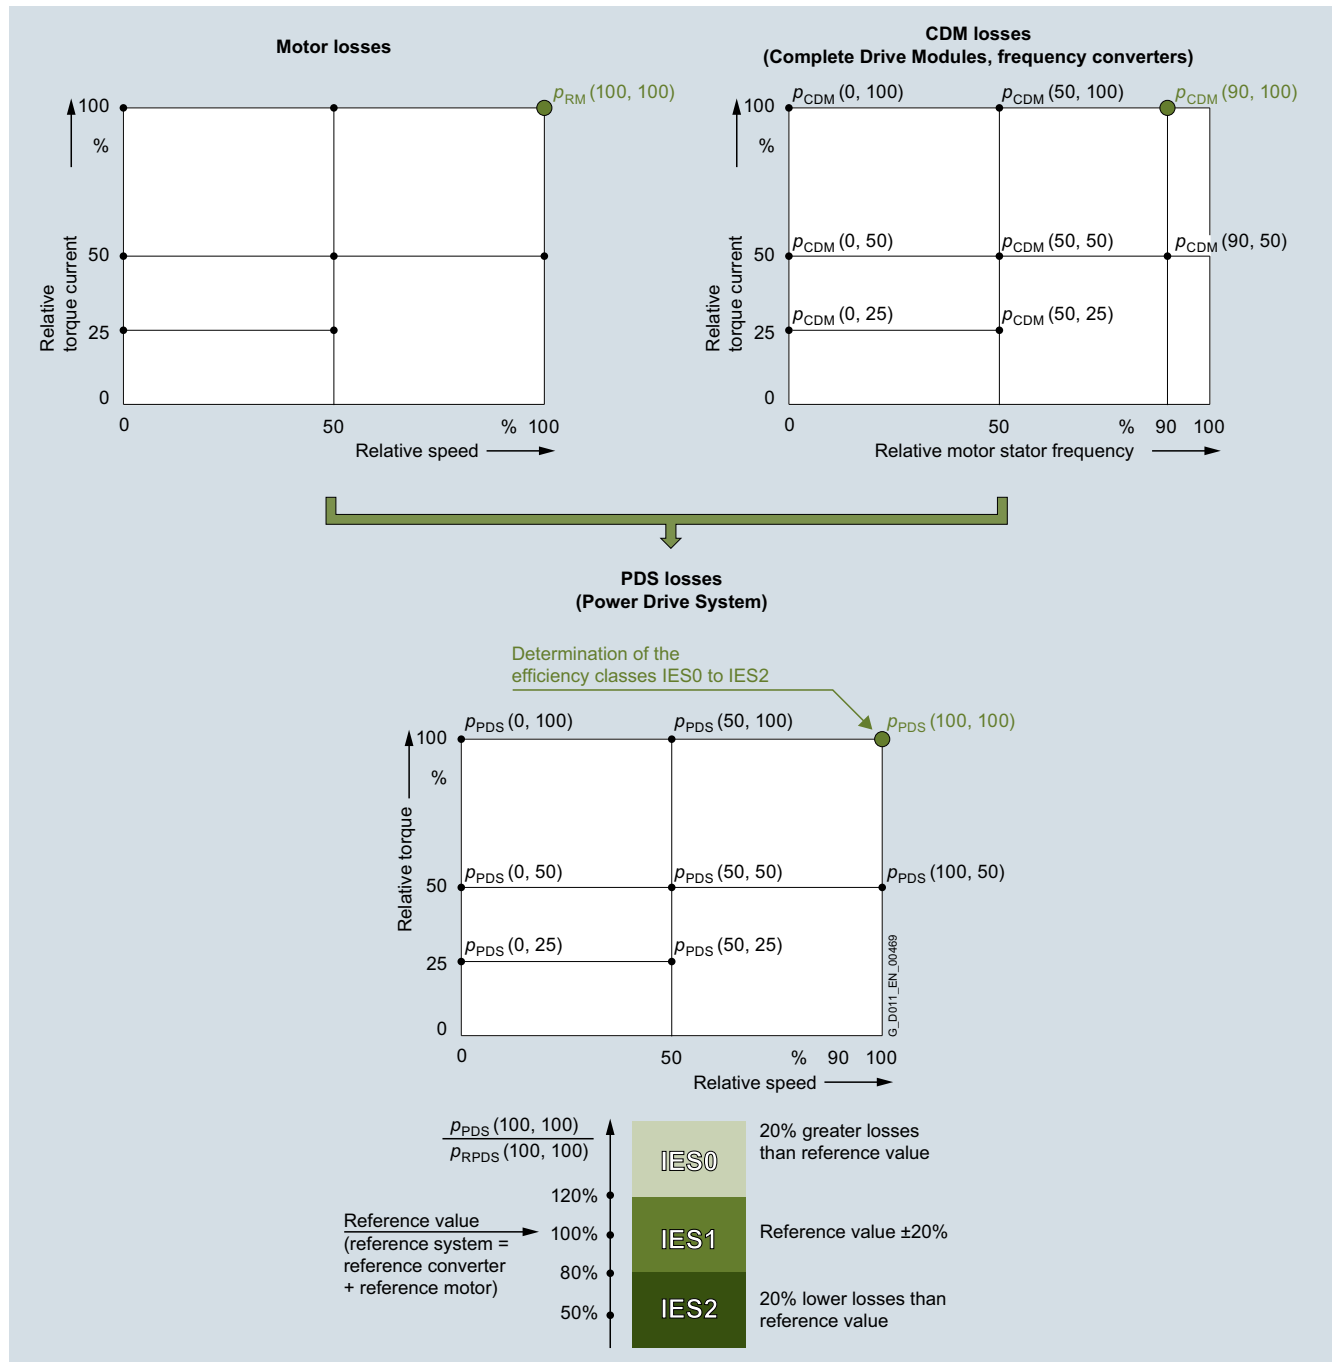 Motor losses
p_RM (100, 100)
100
%
50
25
0
Relative
torque current
0
50
% 100
Relative speed
CDM losses
(Complete Drive Modules, frequency converters)
p_CDM (0, 100)
p_CDM (50, 100)
p_CDM (90, 100)
100
%
p_CDM (0, 50)
p_CDM (50, 50)
p_CDM (90, 50)
50
p_CDM (0, 25)
p_CDM (50, 25)
25
0
Relative
torque current
0
50
% 90 100
Relative motor stator frequency
PDS losses
(Power Drive System)
Determination of the
efficiency classes IES0 to IES2
p_PDS (0, 100)
p_PDS (50, 100)
p_PDS (100, 100)
100
%
p_PDS (0, 50)
p_PDS (50, 50)
p_PDS (100, 50)
50
p_PDS (0, 25)
p_PDS (50, 25)
25
0
Relative torque
G_D011_EN_00469
0
50
% 90 100
Relative speed
p_PDS (100, 100)
p_RPDS (100, 100)
IES0
20% greater losses
than reference value
120%
Reference value
(reference system =
reference converter
+ reference motor)
100%
IES1
Reference value ±20%
80%
50%
IES2
20% lower losses than
reference value